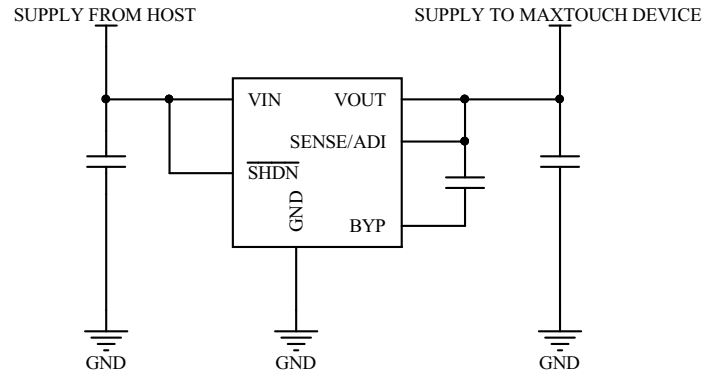 SUPPLY FROM HOST
SUPPLY TO MAXTOUCH DEVICE
VIN
VOUT
SENSE/ADI
SHDN
GND
BYP
GND
GND
GND